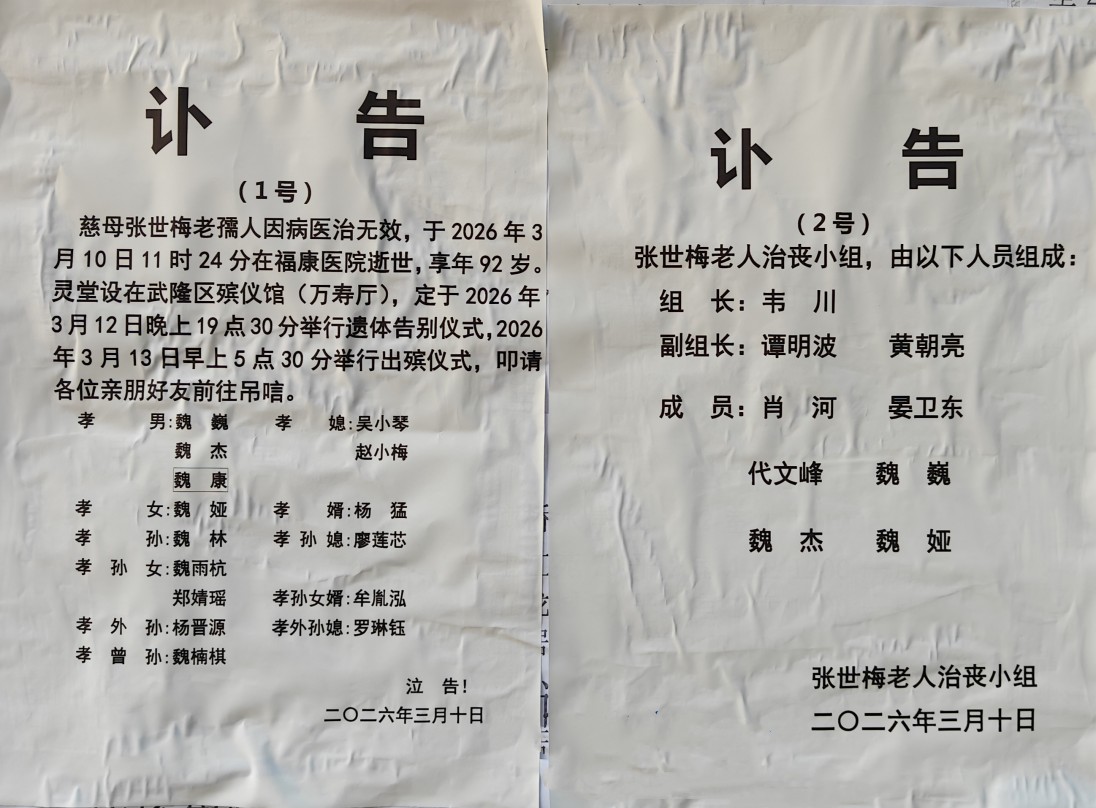 讣 告
（1号）
慈母张世梅老孺人因病医治无效，于 2026 年 3
月 10 日 11 时 24 分在福康医院逝世，享年 92 岁。
灵堂设在武隆区殡仪馆（万寿厅），定于 2026 年
3 月 12 日晚上 19 点 30 分举行遗体告别仪式，2026
年 3 月 13 日早上 5 点 30 分举行出殡仪式，叩请
各位亲朋好友前往吊唁。
孝 男：魏 巍 孝 媳：吴小琴
魏 杰 赵小梅
魏 康
孝 女：魏 娅 孝 婿：杨 猛
孝 孙：魏 林 孝 孙 媳：廖莲芯
孝 孙 女：魏雨杭
郑婧瑶 孝孙女婿：牟胤泓
孝 外 孙：杨晋源 孝外孙媳：罗琳钰
孝 曾 孙：魏楠棋
泣 告！
二〇二六年三月十日
讣 告
（2号）
张世梅老人治丧小组，由以下人员组成：
组 长：韦 川
副组长：谭明波 黄朝亮
成 员：肖 河 晏卫东
代文峰 魏 巍
魏 杰 魏 娅
张世梅老人治丧小组
二〇二六年三月十日